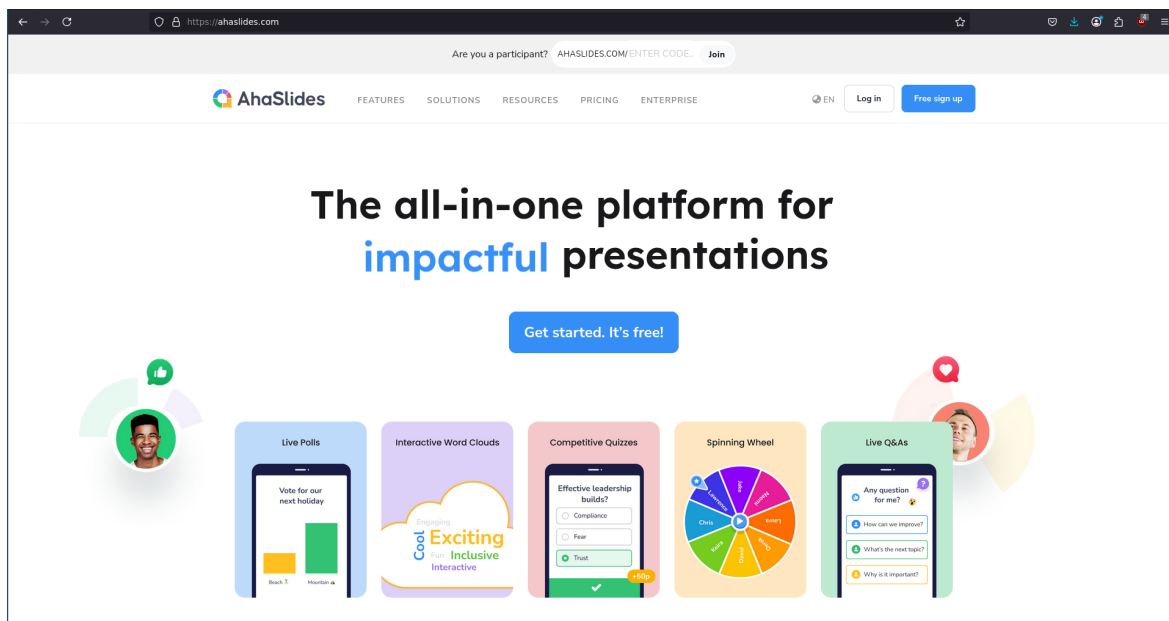 https://ahaslides.com
4
Are you a participant? AHASLIDES.COM/ ENTER CODE.. Join
AhaSlides FEATURES SOLUTIONS RESOURCES PRICING ENTERPRISE EN Log in Free sign up
The all-in-one platform for
impactful presentations
Get started. It's free!
Live Polls
Vote for our
next holiday
Beach
Mountain
Interactive Word Clouds
Engaging
Cool
Exciting
Fun
Inclusive
Interactive
Competitive Quizzes
Effective leadership
builds?
Compliance
Fear
Trust
+50p
Spinning Wheel
Lawrence
Jake
Naomi
Laura
David
Chris
Live Q&As
Any question
for me?
?
How can we improve?
What's the next topic?
Why is it important?